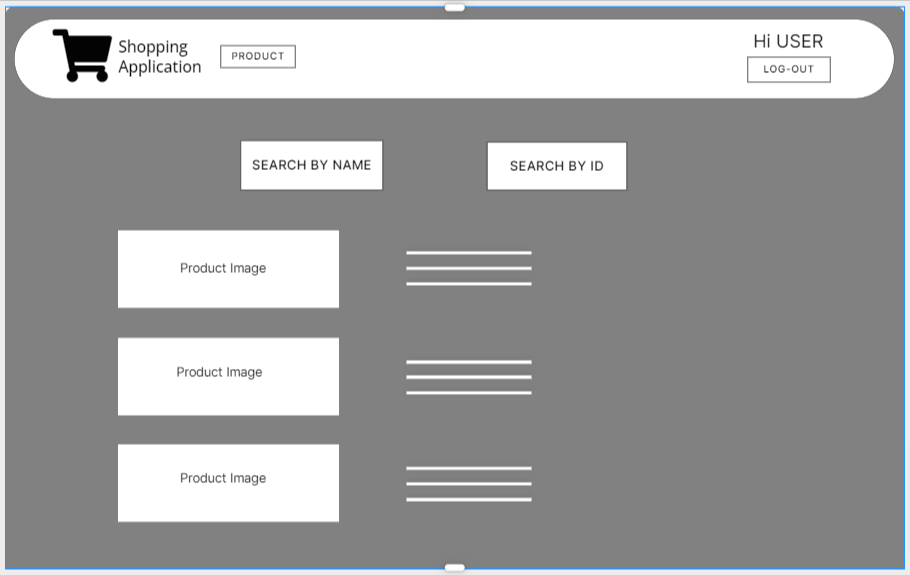 Shopping
Application
PRODUCT
Hi USER
LOG-OUT
SEARCH BY NAME
SEARCH BY ID
Product Image
Product Image
Product Image